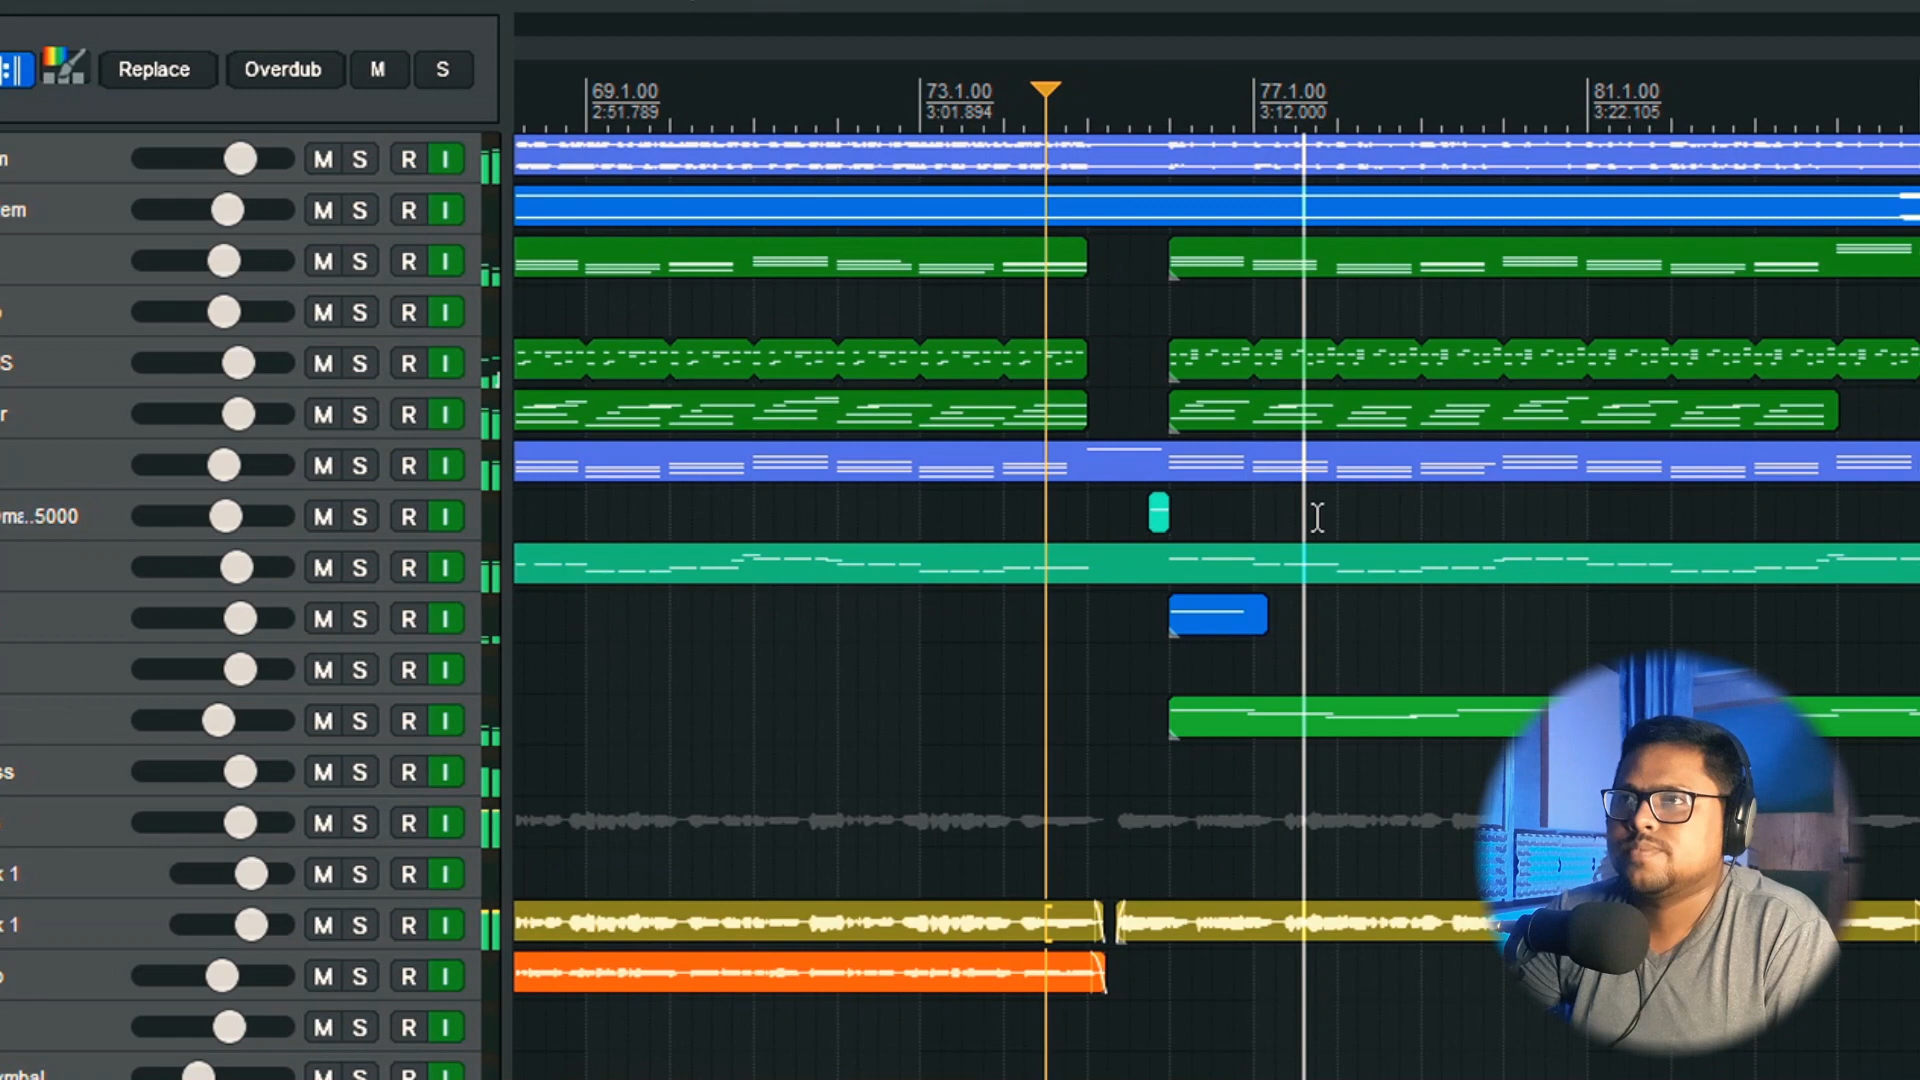 Replace Overdub M S
69.1.00 73.1.00 77.1.00 81.1.00
2:51.789 3:01.894 3:12.000 3:22.105
M S R I
em M S R I
M S R I
M S R I
S M S R I
r M S R I
M S R I
..5000 M S R I
M S R I
M S R I
M S R I
M S R I
ss M S R I
M S R I
1 M S R I
1 M S R I
M S R I
M S R I
M S R I